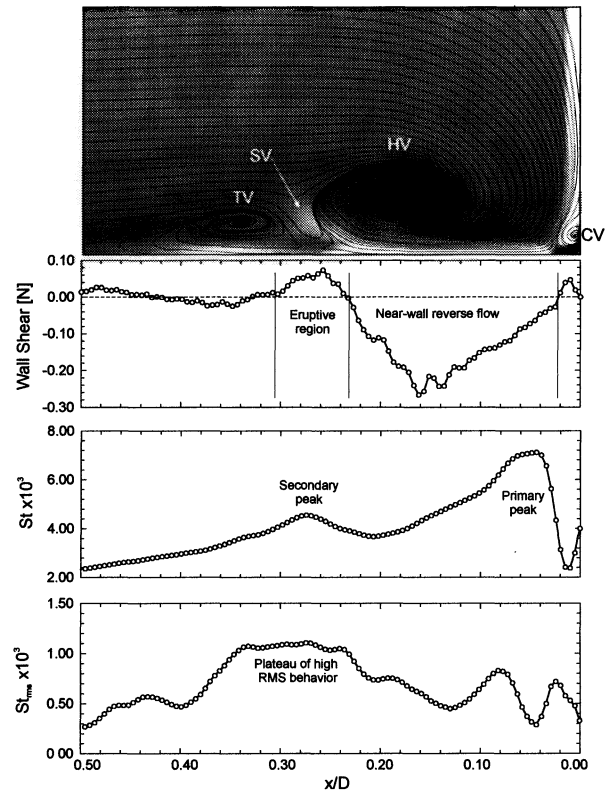 HV
SV
TV
CV
0.10
0.00
-0.10
-0.20
-0.30
Wall Shear [N]
Eruptive
region
Near-wall reverse flow
8.00
6.00
4.00
2.00
St x10³
Secondary
peak
Primary
peak
1.50
1.00
0.50
0 00
St_rms x10³
Plateau of high
RMS behavior
0.50 0.40 0.30 0.20 0.10 0.00
x/D